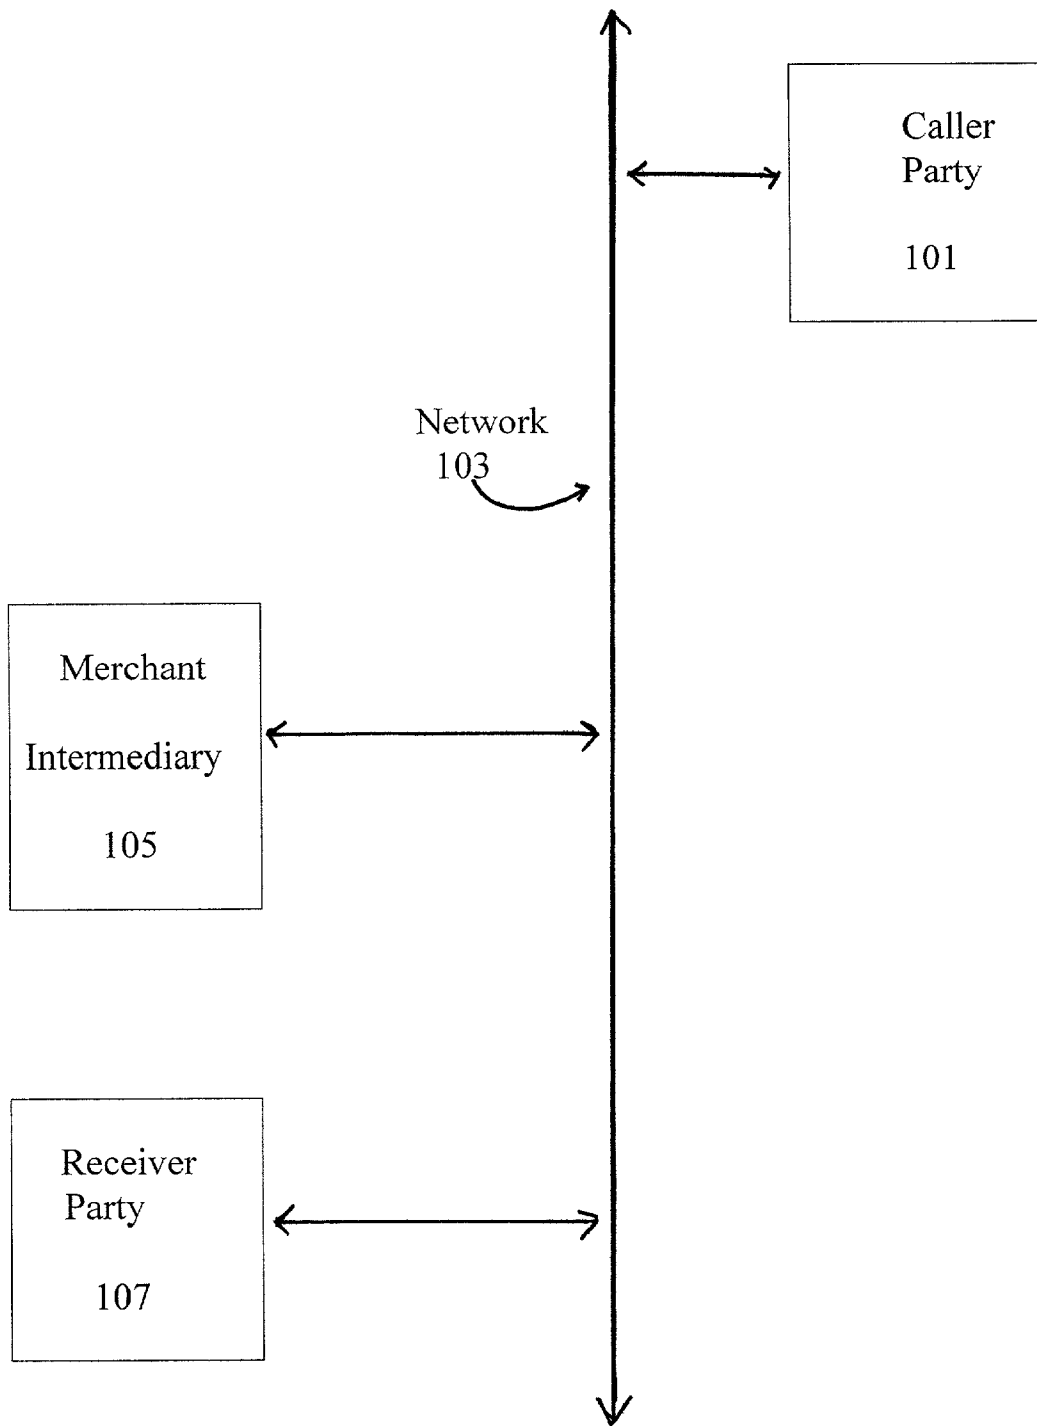 Caller
Party
101
Network
103
Merchant
Intermediary
105
Receiver
Party
107